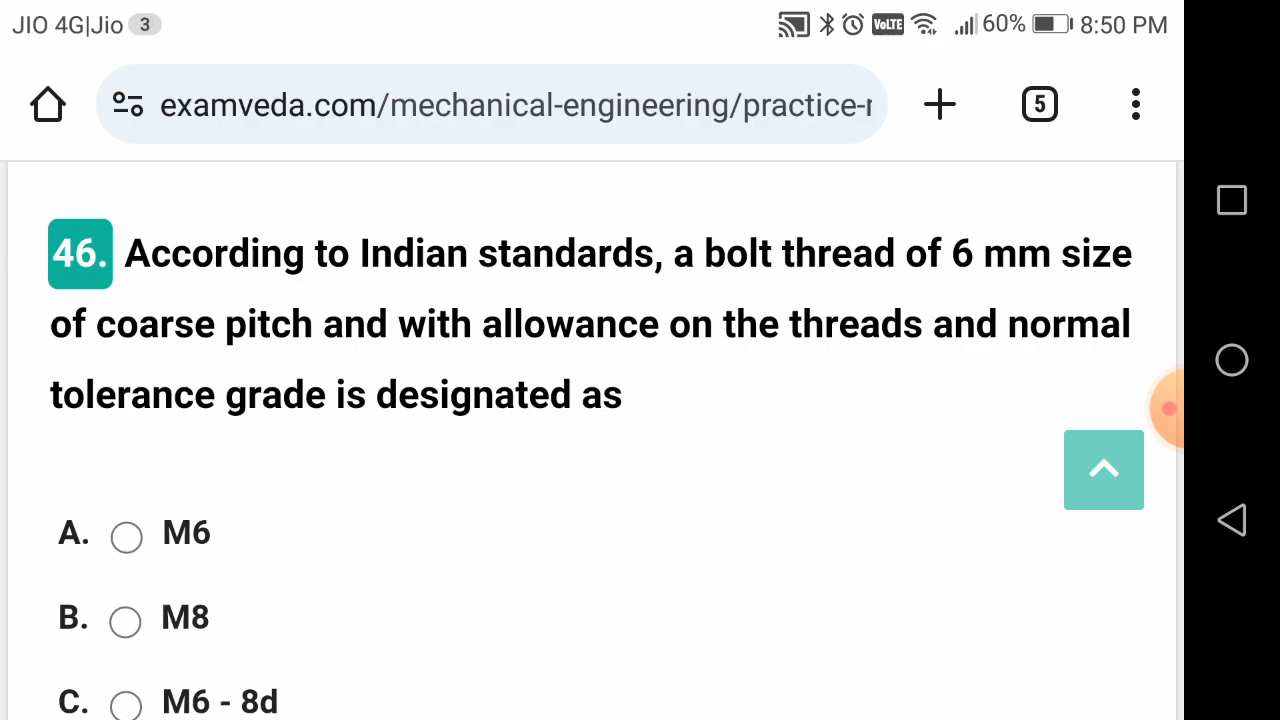 JIO 4G|Jio 3 VoLTE 60% 8:50 PM
examveda.com/mechanical-engineering/practice-r 5
46. According to Indian standards, a bolt thread of 6 mm size
of coarse pitch and with allowance on the threads and normal
tolerance grade is designated as
A. M6
B. M8
C. M6 - 8d